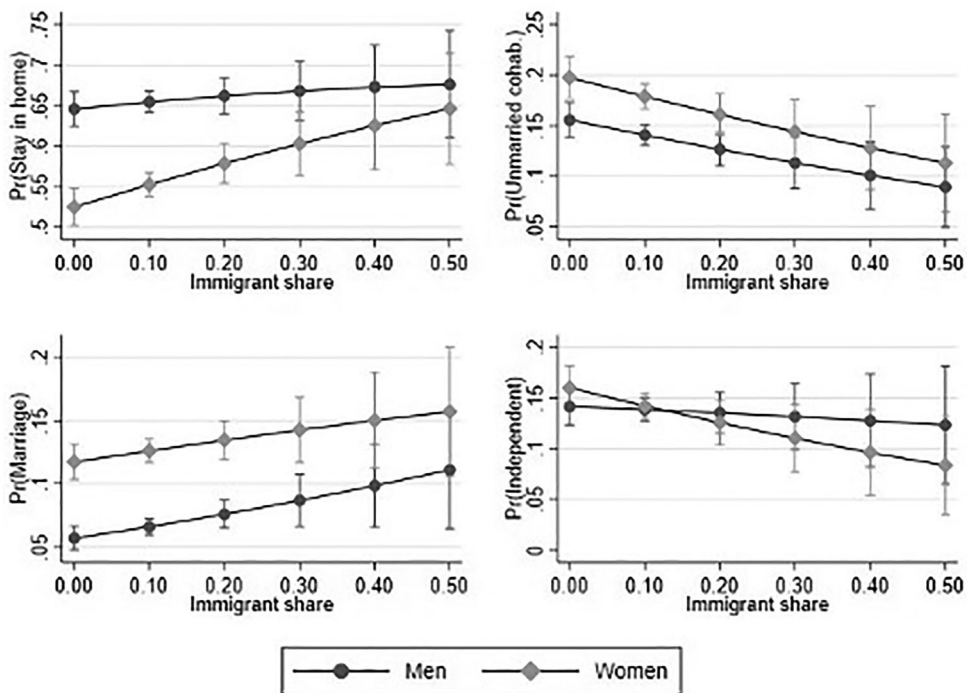 Pr(Stay in home)
.75
.7
.65
.6
.55
.5
0.00 0.10 0.20 0.30 0.40 0.50
Immigrant share
Pr(Unmarried cohab.)
.25
.2
.15
.1
.05
0.00 0.10 0.20 0.30 0.40 0.50
Immigrant share
Pr(Marriage)
.2
.15
.1
.05
0.00 0.10 0.20 0.30 0.40 0.50
Immigrant share
Pr(Independent)
.2
.15
.1
.05
0
0.00 0.10 0.20 0.30 0.40 0.50
Immigrant share
Men Women